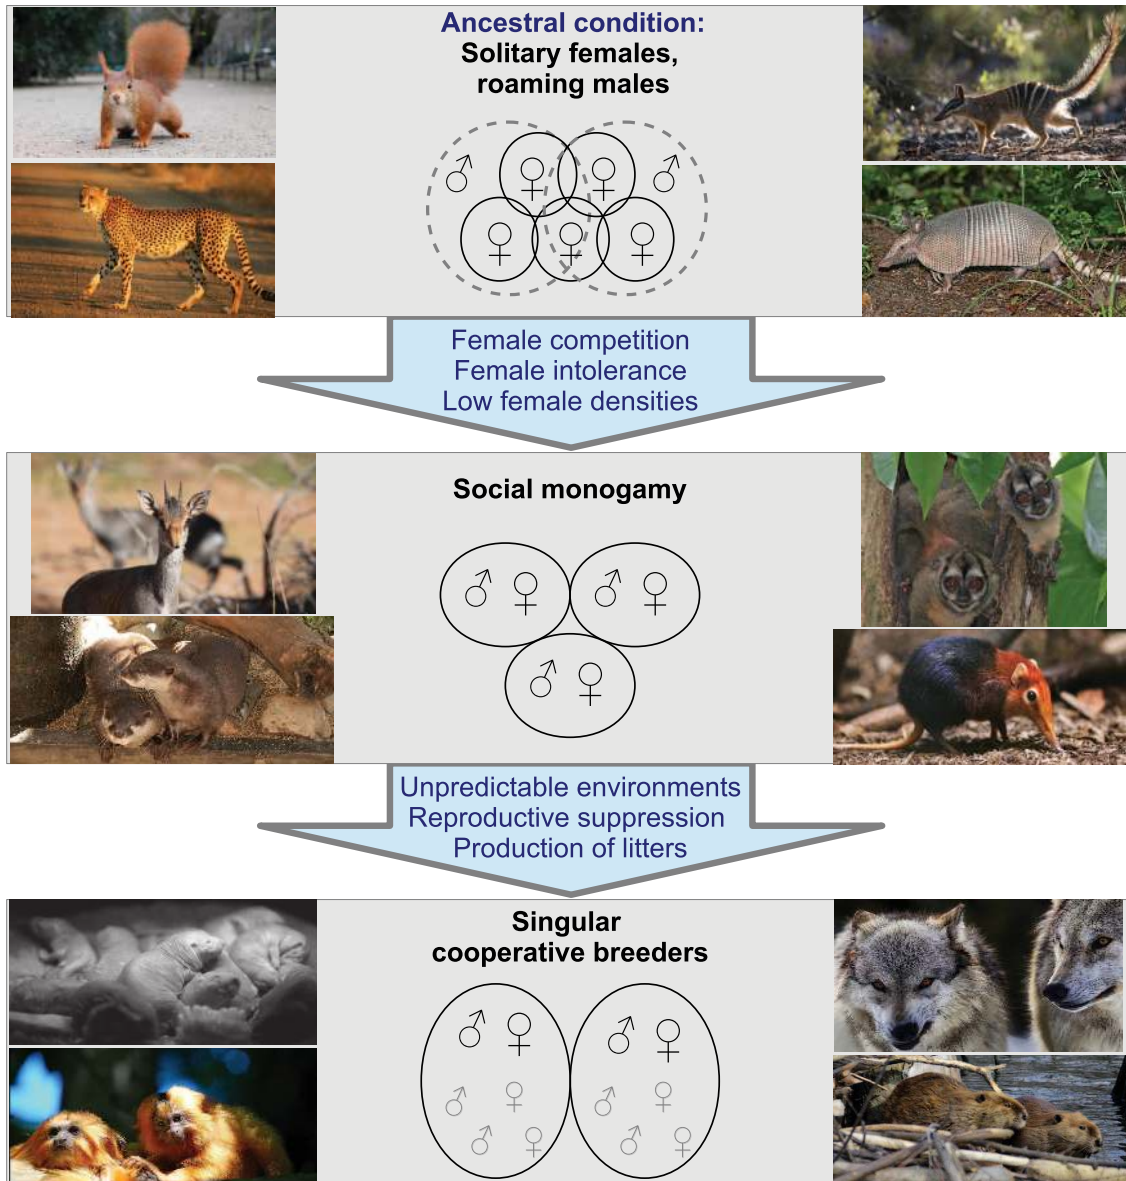 Ancestral condition:
Solitary females,
roaming males
♂ ♀ ♀ ♂
♀ ♀ ♀
Female competition
Female intolerance
Low female densities
Social monogamy
♂ ♀ ♂ ♀
♂ ♀
Unpredictable environments
Reproductive suppression
Production of litters
Singular
cooperative breeders
♂ ♀ ♂ ♀
♂ ♀ ♂ ♀
♂ ♀ ♂ ♀